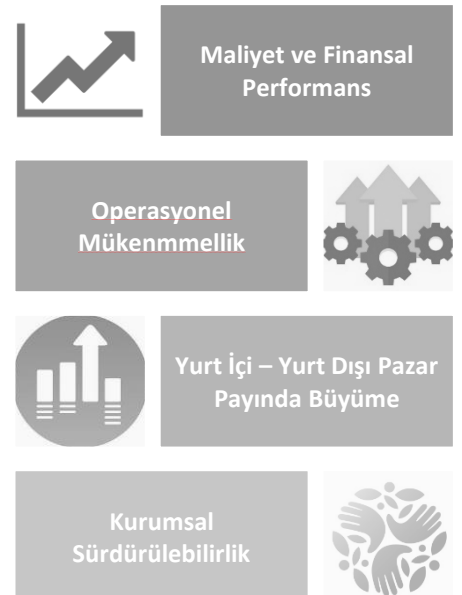 Maliyet ve Finansal
Performans
Operasyonel
Mükenmmellik
Yurt İçi – Yurt Dışı Pazar
Payında Büyüme
Kurumsal
Sürdürülebilirlik